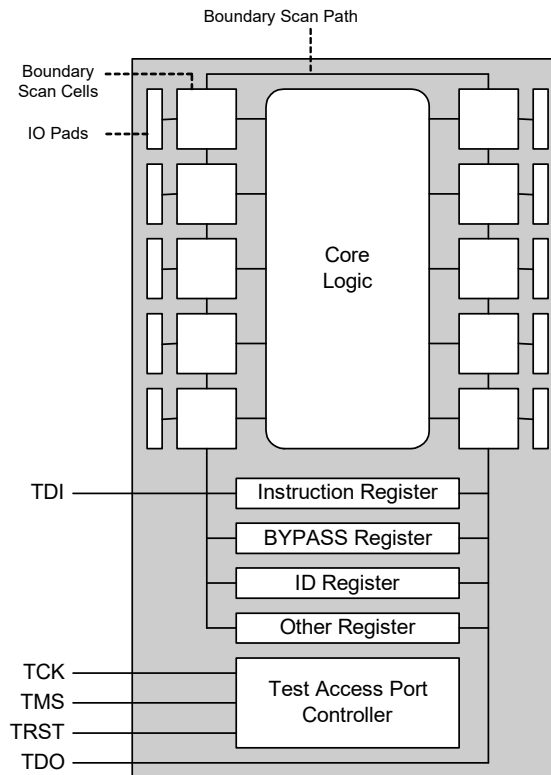 Boundary Scan Path
Boundary
Scan Cells
IO Pads
Core
Logic
TDI
Instruction Register
BYPASS Register
ID Register
Other Register
TCK
TMS
TRST
TDO
Test Access Port
Controller